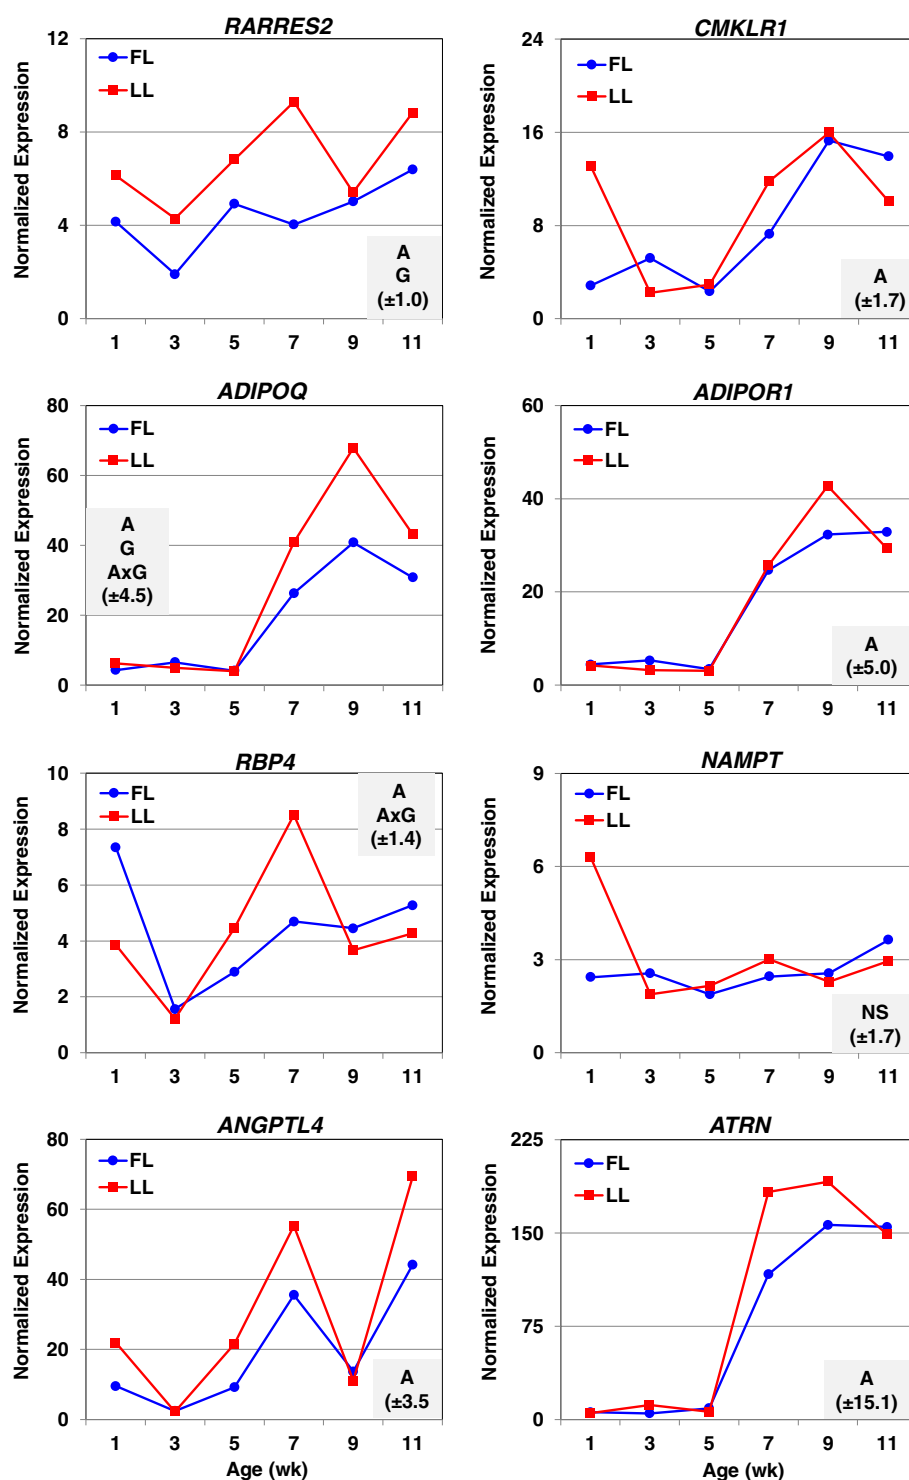 RARRES2
Normalized Expression
12
8
4
0
FL
LL
A
G
(±1.0)
1 3 5 7 9 11
CMKLR1
Normalized Expression
24
16
8
0
FL
LL
A
(±1.7)
1 3 5 7 9 11
ADIPOQ
Normalized Expression
80
60
40
20
0
FL
LL
A
G
AxG
(±4.5)
1 3 5 7 9 11
ADIPOR1
Normalized Expression
60
40
20
0
FL
LL
A
(±5.0)
1 3 5 7 9 11
RBP4
Normalized Expression
10
8
6
4
2
0
FL
LL
A
AxG
(±1.4)
1 3 5 7 9 11
NAMPT
Normalized Expression
9
6
3
0
FL
LL
NS
(±1.7)
1 3 5 7 9 11
ANGPTL4
Normalized Expression
80
60
40
20
0
FL
LL
A
(±3.5
1 3 5 7 9 11
Age (wk)
ATRN
Normalized Expression
225
150
75
0
FL
LL
A
(±15.1)
1 3 5 7 9 11
Age (wk)